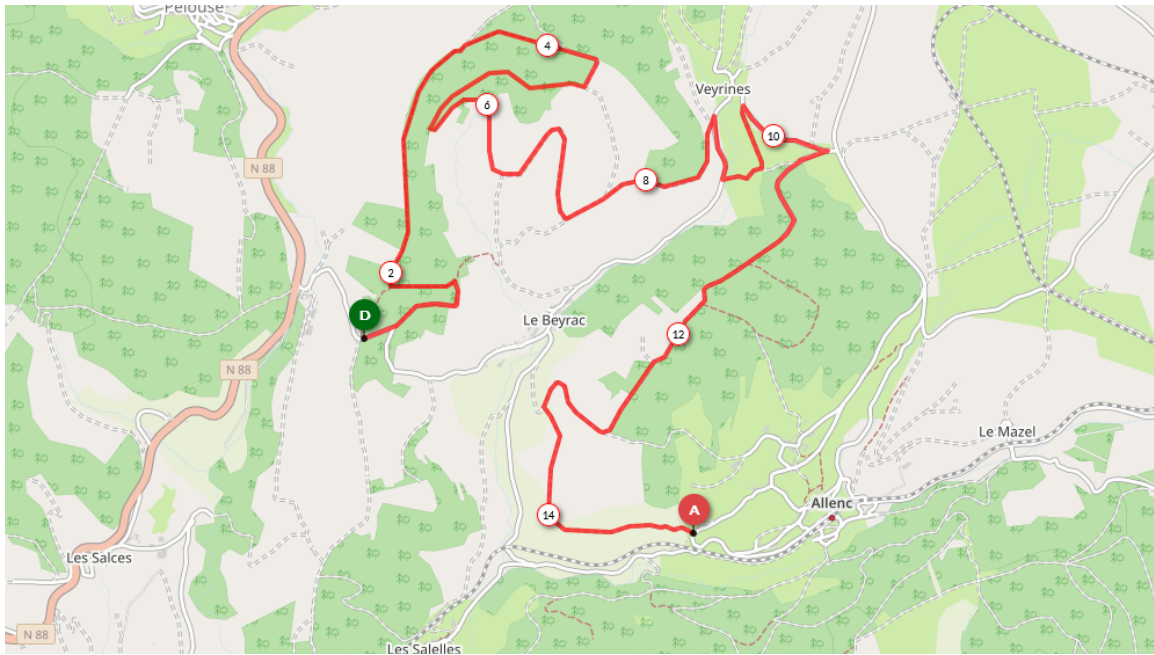 Pelouse
4
Veyrines
6
10
N 88
8
2
D
Le Beyrac
12
N 88
Le Mazel
A
Allenc
14
Les Salces
N 88
Les Salelles